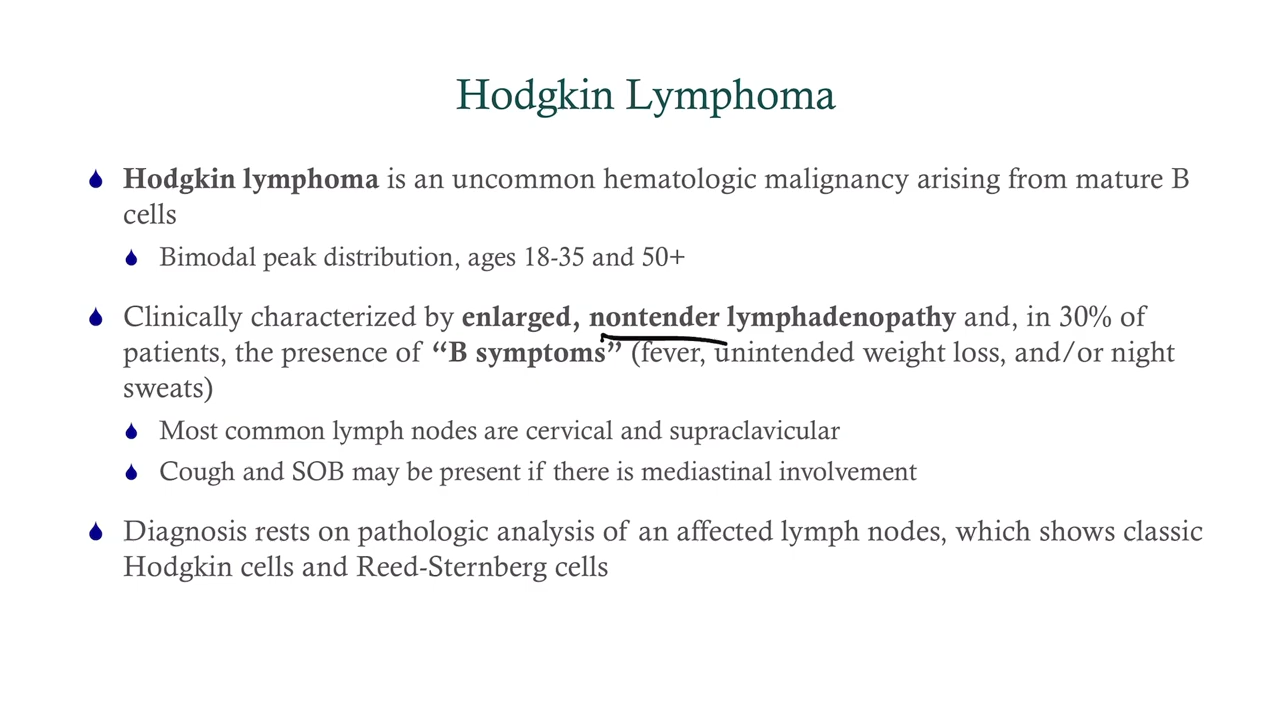 Hodgkin Lymphoma
Hodgkin lymphoma is an uncommon hematologic malignancy arising from mature B
cells
Bimodal peak distribution, ages 18-35 and 50+
Clinically characterized by enlarged, nontender lymphadenopathy and, in 30% of
patients, the presence of “B symptoms” (fever, unintended weight loss, and/or night
sweats)
Most common lymph nodes are cervical and supraclavicular
Cough and SOB may be present if there is mediastinal involvement
Diagnosis rests on pathologic analysis of an affected lymph nodes, which shows classic
Hodgkin cells and Reed-Sternberg cells